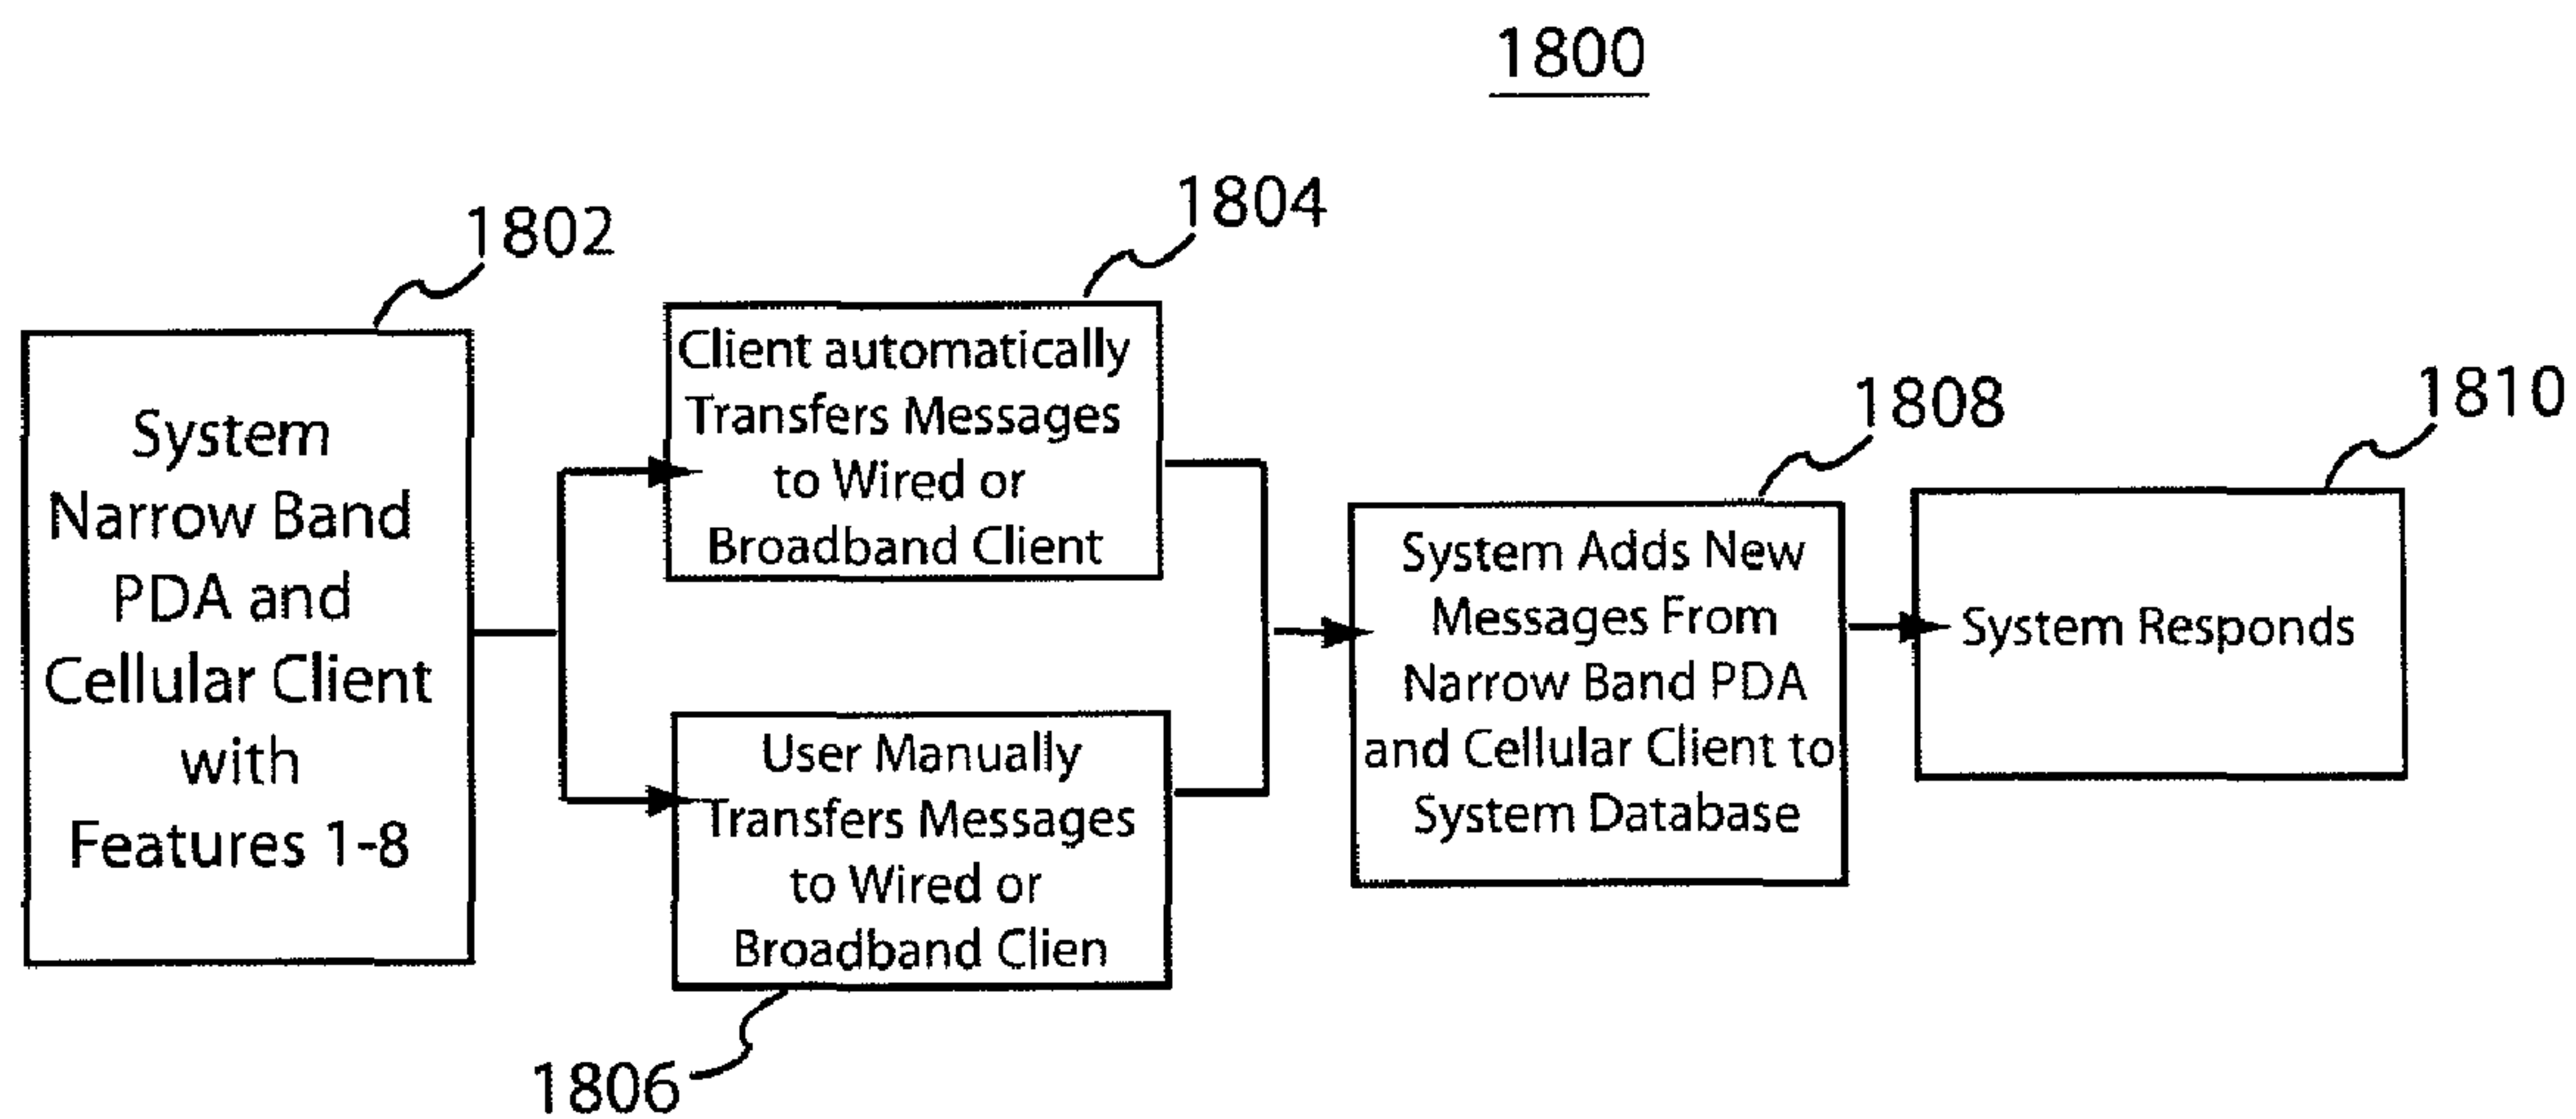 1800
1802
System
Narrow Band
PDA and
Cellular Client
with
Features 1-8
1804
Client automatically
Transfers Messages
to Wired or
Broadband Client
1806
User Manually
Transfers Messages
to Wired or
Broadband Clien
1808
System Adds New
Messages From
Narrow Band PDA
and Cellular Client to
System Database
1810
System Responds